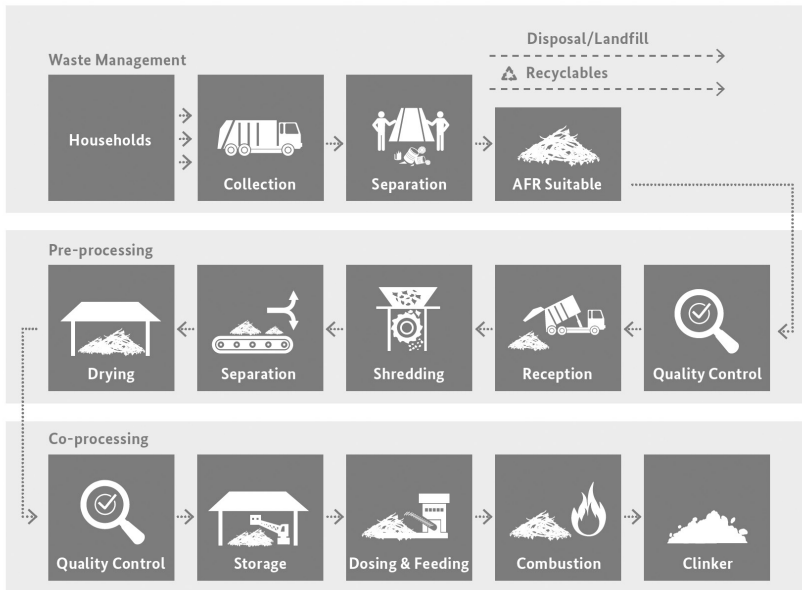 Disposal/Landfill
Waste Management
Recyclables
Households
Collection
Separation
AFR Suitable
Pre-processing
Drying
Separation
Shredding
Reception
Quality Control
Co-processing
Quality Control
Storage
Dosing & Feeding
Combustion
Clinker